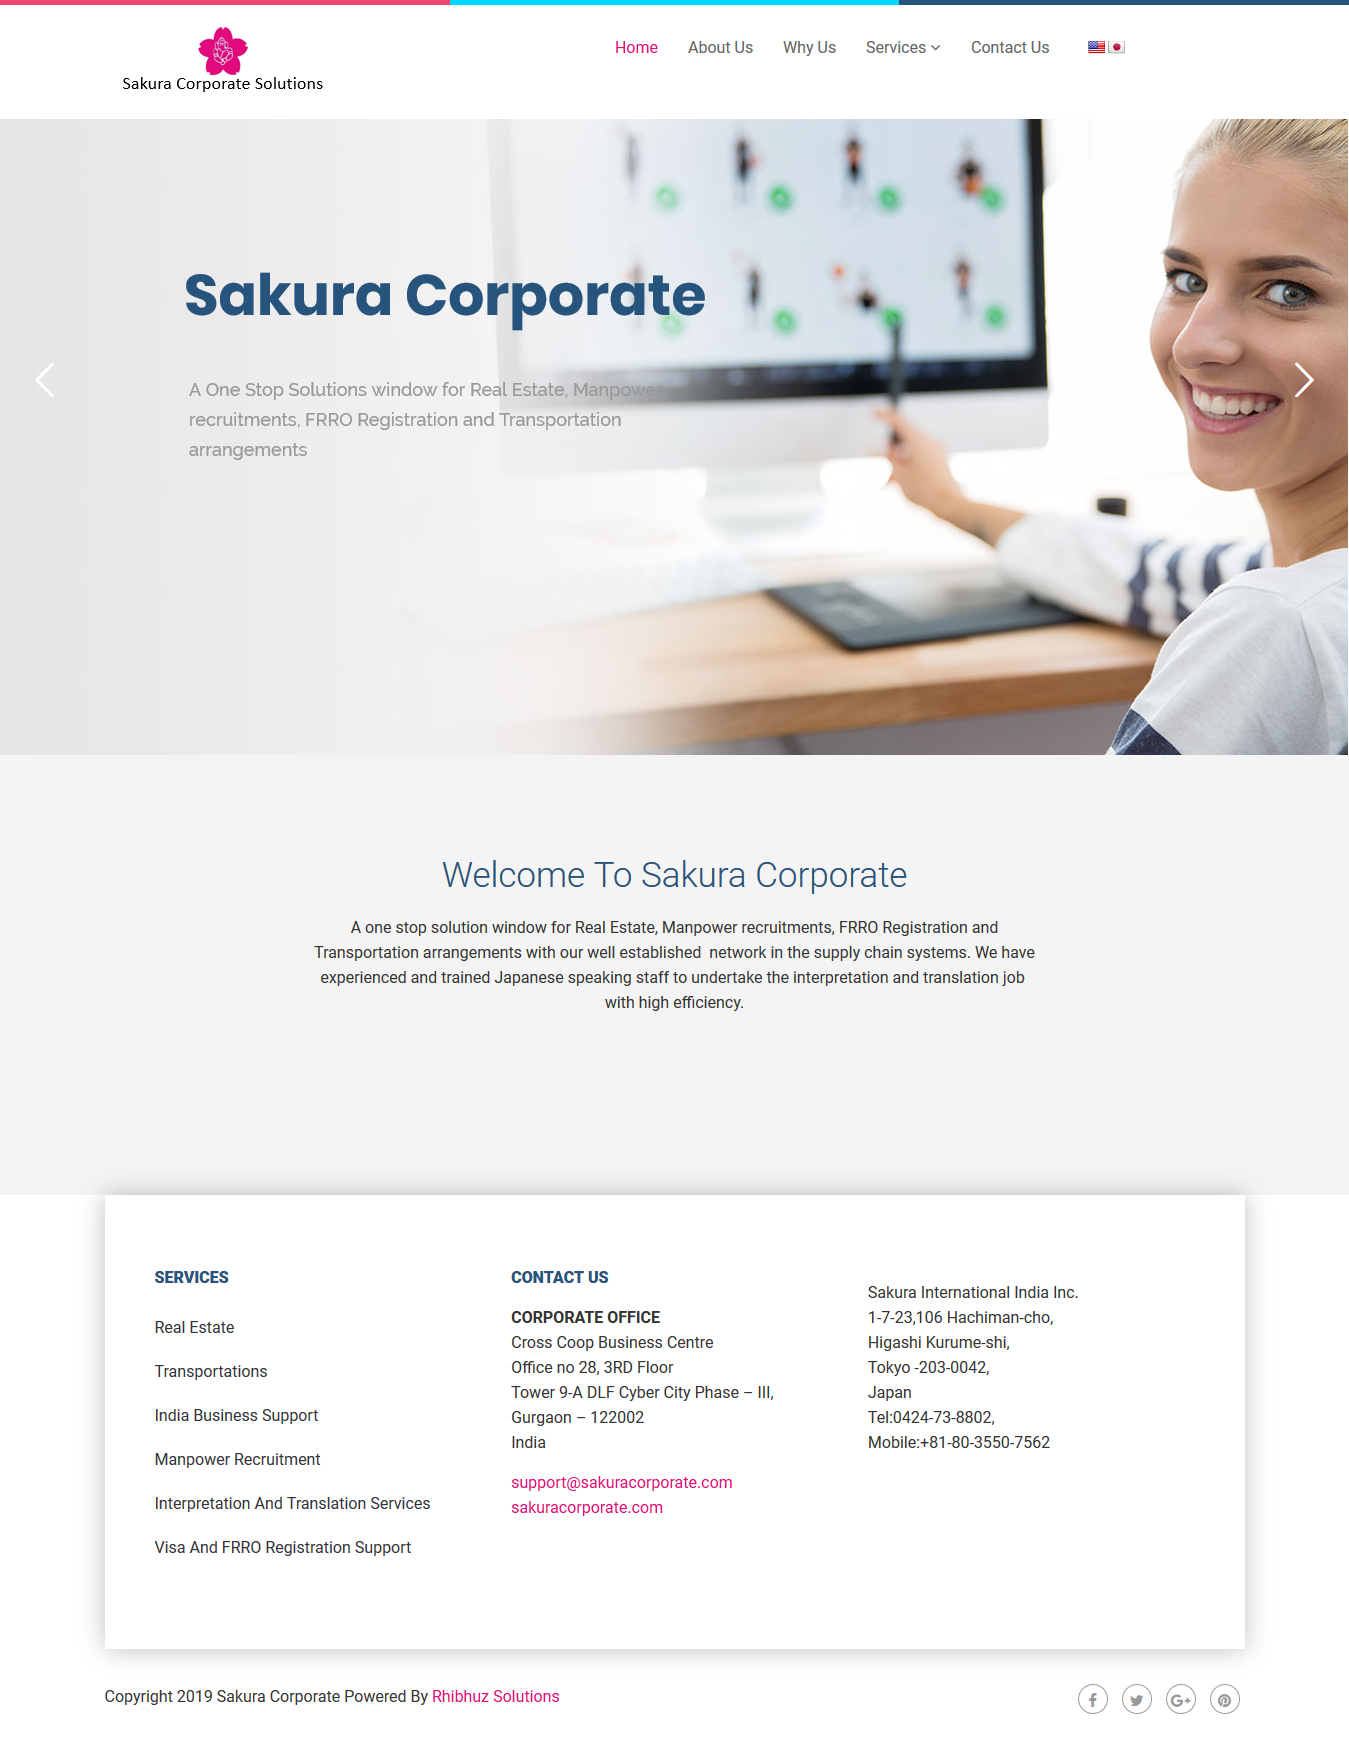 Sakura Corporate Solutions
Home About Us Why Us Services Contact Us
Sakura Corporate
A One Stop Solutions window for Real Estate, Manpower
recruitments, FRRO Registration and Transportation
arrangements
Welcome To Sakura Corporate
A one stop solution window for Real Estate, Manpower recruitments, FRRO Registration and
Transportation arrangements with our well established network in the supply chain systems. We have
experienced and trained Japanese speaking staff to undertake the interpretation and translation job
with high efficiency.
SERVICES
Real Estate
Transportations
India Business Support
Manpower Recruitment
Interpretation And Translation Services
Visa And FRRO Registration Support
CONTACT US
CORPORATE OFFICE
Cross Coop Business Centre
Office no 28, 3RD Floor
Tower 9-A DLF Cyber City Phase – III,
Gurgaon – 122002
India
support@sakuracorporate.com
sakuracorporate.com
Sakura International India Inc.
1-7-23,106 Hachiman-cho,
Higashi Kurume-shi,
Tokyo -203-0042,
Japan
Tel:0424-73-8802,
Mobile:+81-80-3550-7562
Copyright 2019 Sakura Corporate Powered By Rhibhuz Solutions